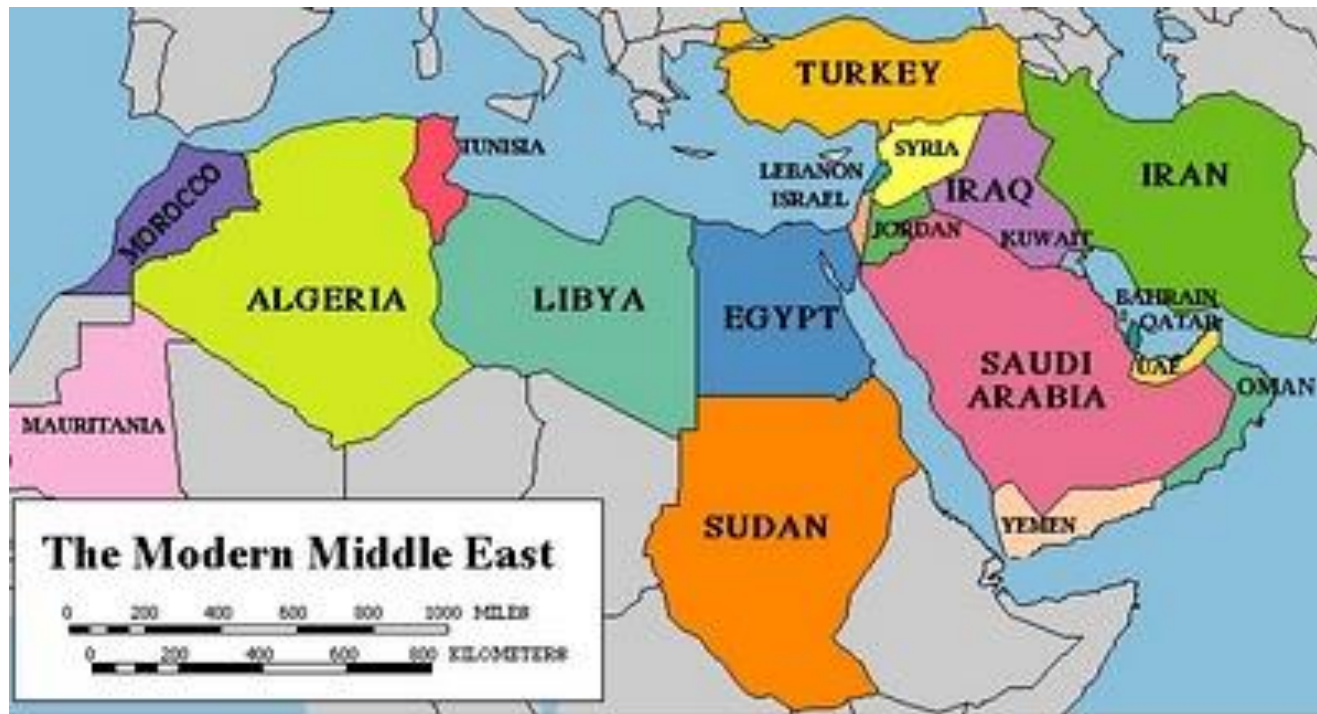 TURKEY
TUNISIA
SYRIA
LEBANON
ISRAEL
IRAQ
IRAN
MOROCCO
JORDAN
KUWAIT
ALGERIA
LIBYA
EGYPT
BAHRAIN
QATAR
SAUDI
ARABIA
UAE
OMAN
MAURITANIA
SUDAN
YEMEN
The Modern Middle East
0 200 400 600 800 1000 MILES
0 200 400 600 800 KILOMETERS